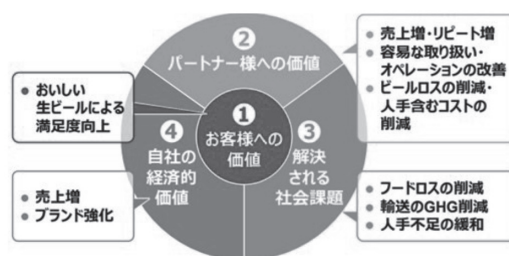 ❷
パートナー様への価値
● 売上増・リピート増
● 容易な取り扱い・
オペレーションの改善
● ビールロスの削減・
人手含むコストの
削減
● おいしい
生ビールによる
満足度向上
❶
お客様への
価値
❹
自社の
経済的
価値
❸
解決
される
社会課題
● 売上増
● ブランド強化
● フードロスの削減
● 輸送のGHG削減
● 人手不足の緩和